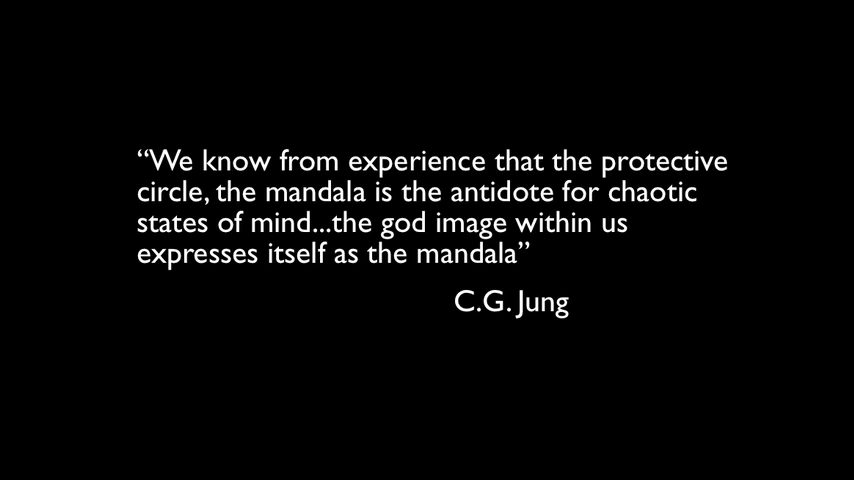 “We know from experience that the protective
circle, the mandala is the antidote for chaotic
states of mind...the god image within us
expresses itself as the mandala”
C.G. Jung